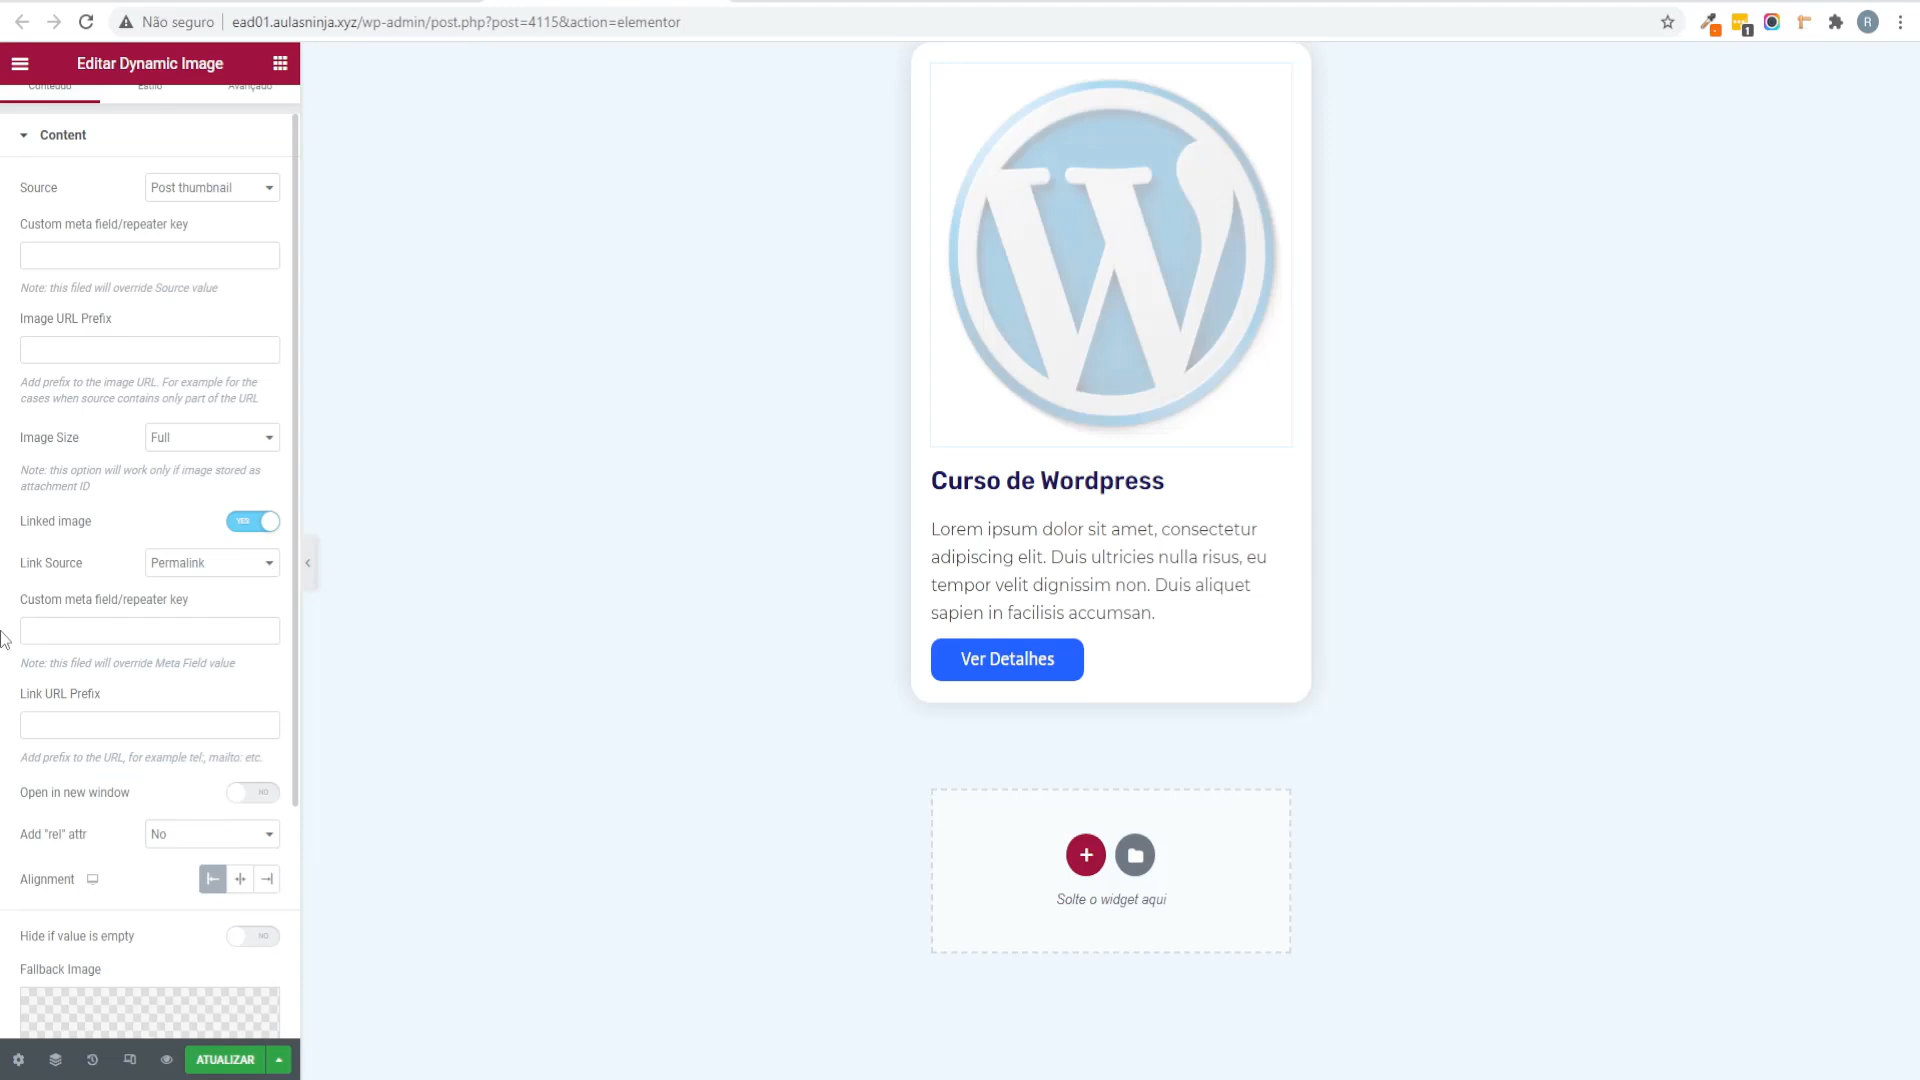 Não seguro
ead01.aulasninja.xyz/wp-admin/post.php?post=4115&action=elementor
1
R
Editar Dynamic Image
Conteúdo
Estilo
Avançado
Content
Source
Post thumbnail
Custom meta field/repeater key
Note: this filed will override Source value
Image URL Prefix
Add prefix to the image URL. For example for the
cases when source contains only part of the URL
Image Size
Full
Note: this option will work only if image stored as
attachment ID
Linked image
YES
Link Source
Permalink
Custom meta field/repeater key
Note: this filed will override Meta Field value
Link URL Prefix
Add prefix to the URL, for example tel:, mailto: etc.
Open in new window
NO
Add "rel" attr
No
Alignment
Hide if value is empty
NO
Fallback Image
ATUALIZAR
W
Curso de Wordpress
Lorem ipsum dolor sit amet, consectetur
adipiscing elit. Duis ultricies nulla risus, eu
tempor velit dignissim non. Duis aliquet
sapien in facilisis accumsan.
Ver Detalhes
Solte o widget aqui